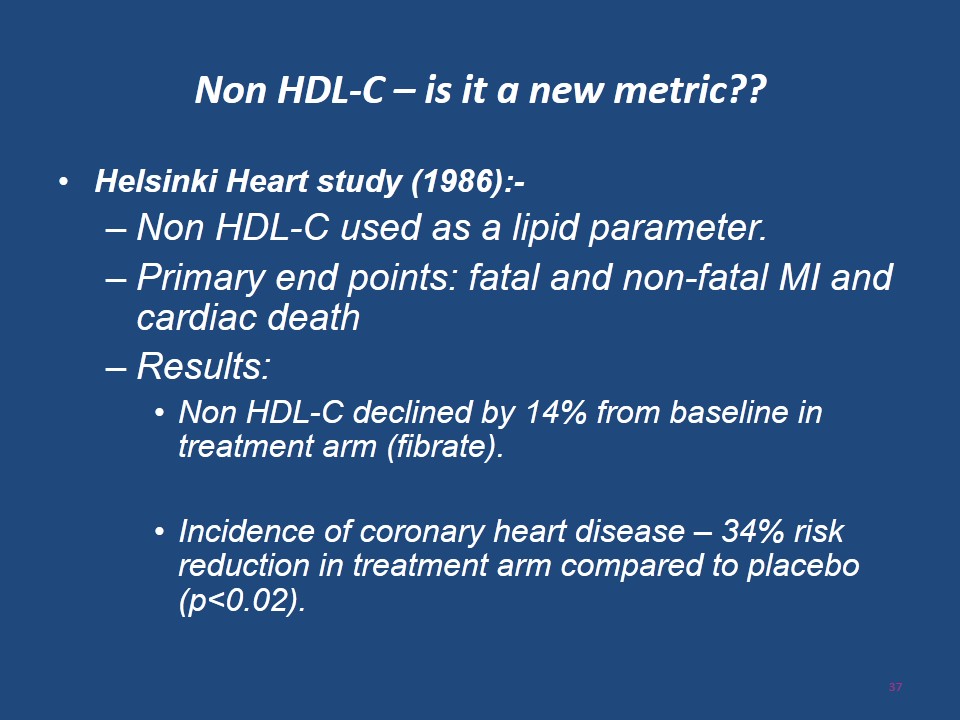 Non HDL-C – is it a new metric??
• Helsinki Heart study (1986):-
– Non HDL-C used as a lipid parameter.
– Primary end points: fatal and non-fatal MI and
cardiac death
– Results:
• Non HDL-C declined by 14% from baseline in
treatment arm (fibrate).
• Incidence of coronary heart disease – 34% risk
reduction in treatment arm compared to placebo
(p<0.02).
37